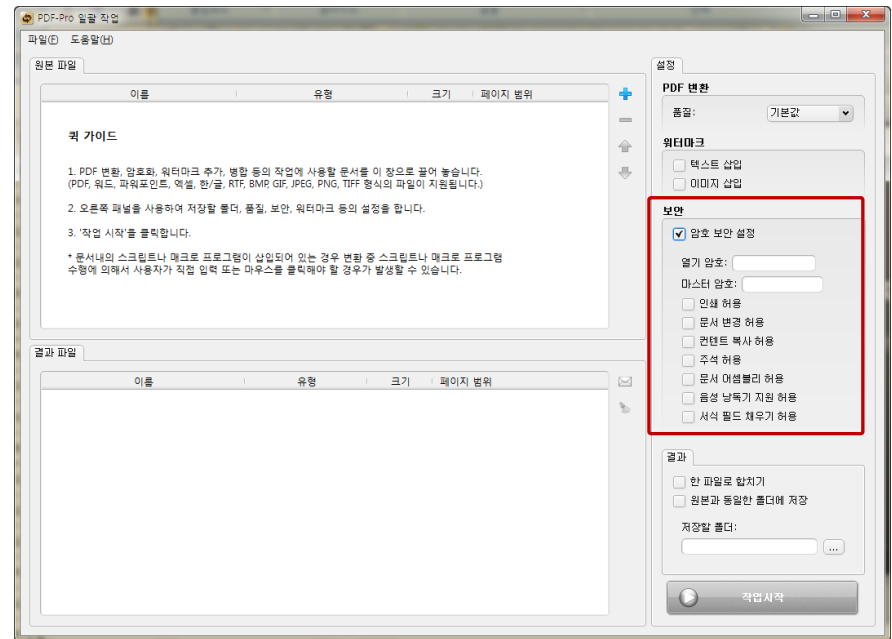 PDF-Pro 일괄 작업
파일(F) 도움말(H)
원본 파일
이름 유형 크기 페이지 범위
퀵 가이드
1. PDF 변환, 암호화, 워터마크 추가, 병합 등의 작업에 사용할 문서를 이 창으로 끌어 놓습니다.
(PDF, 워드, 파워포인트, 엑셀, 한/글, RTF, BMP, GIF, JPEG, PNG, TIFF 형식의 파일이 지원됩니다.)
2. 오른쪽 패널을 사용하여 저장할 폴더, 품질, 보안, 워터마크 등의 설정을 합니다.
3. '작업 시작'을 클릭합니다.
* 문서내의 스크립트나 매크로 프로그램이 삽입되어 있는 경우 변환 중 스크립트나 매크로 프로그램
수행에 의해서 사용자가 직접 입력 또는 마우스를 클릭해야 할 경우가 발생할 수 있습니다.
결과 파일
이름 유형 크기 페이지 범위
설정
PDF 변환
품질: 기본값
워터마크
텍스트 삽입
이미지 삽입
보안
암호 보안 설정
열기 암호:
마스터 암호:
인쇄 허용
문서 변경 허용
컨텐트 복사 허용
주석 허용
문서 어셈블리 허용
음성 낭독기 지원 허용
서식 필드 채우기 허용
결과
한 파일로 합치기
원본과 동일한 폴더에 저장
저장할 폴더:
...
작업시작